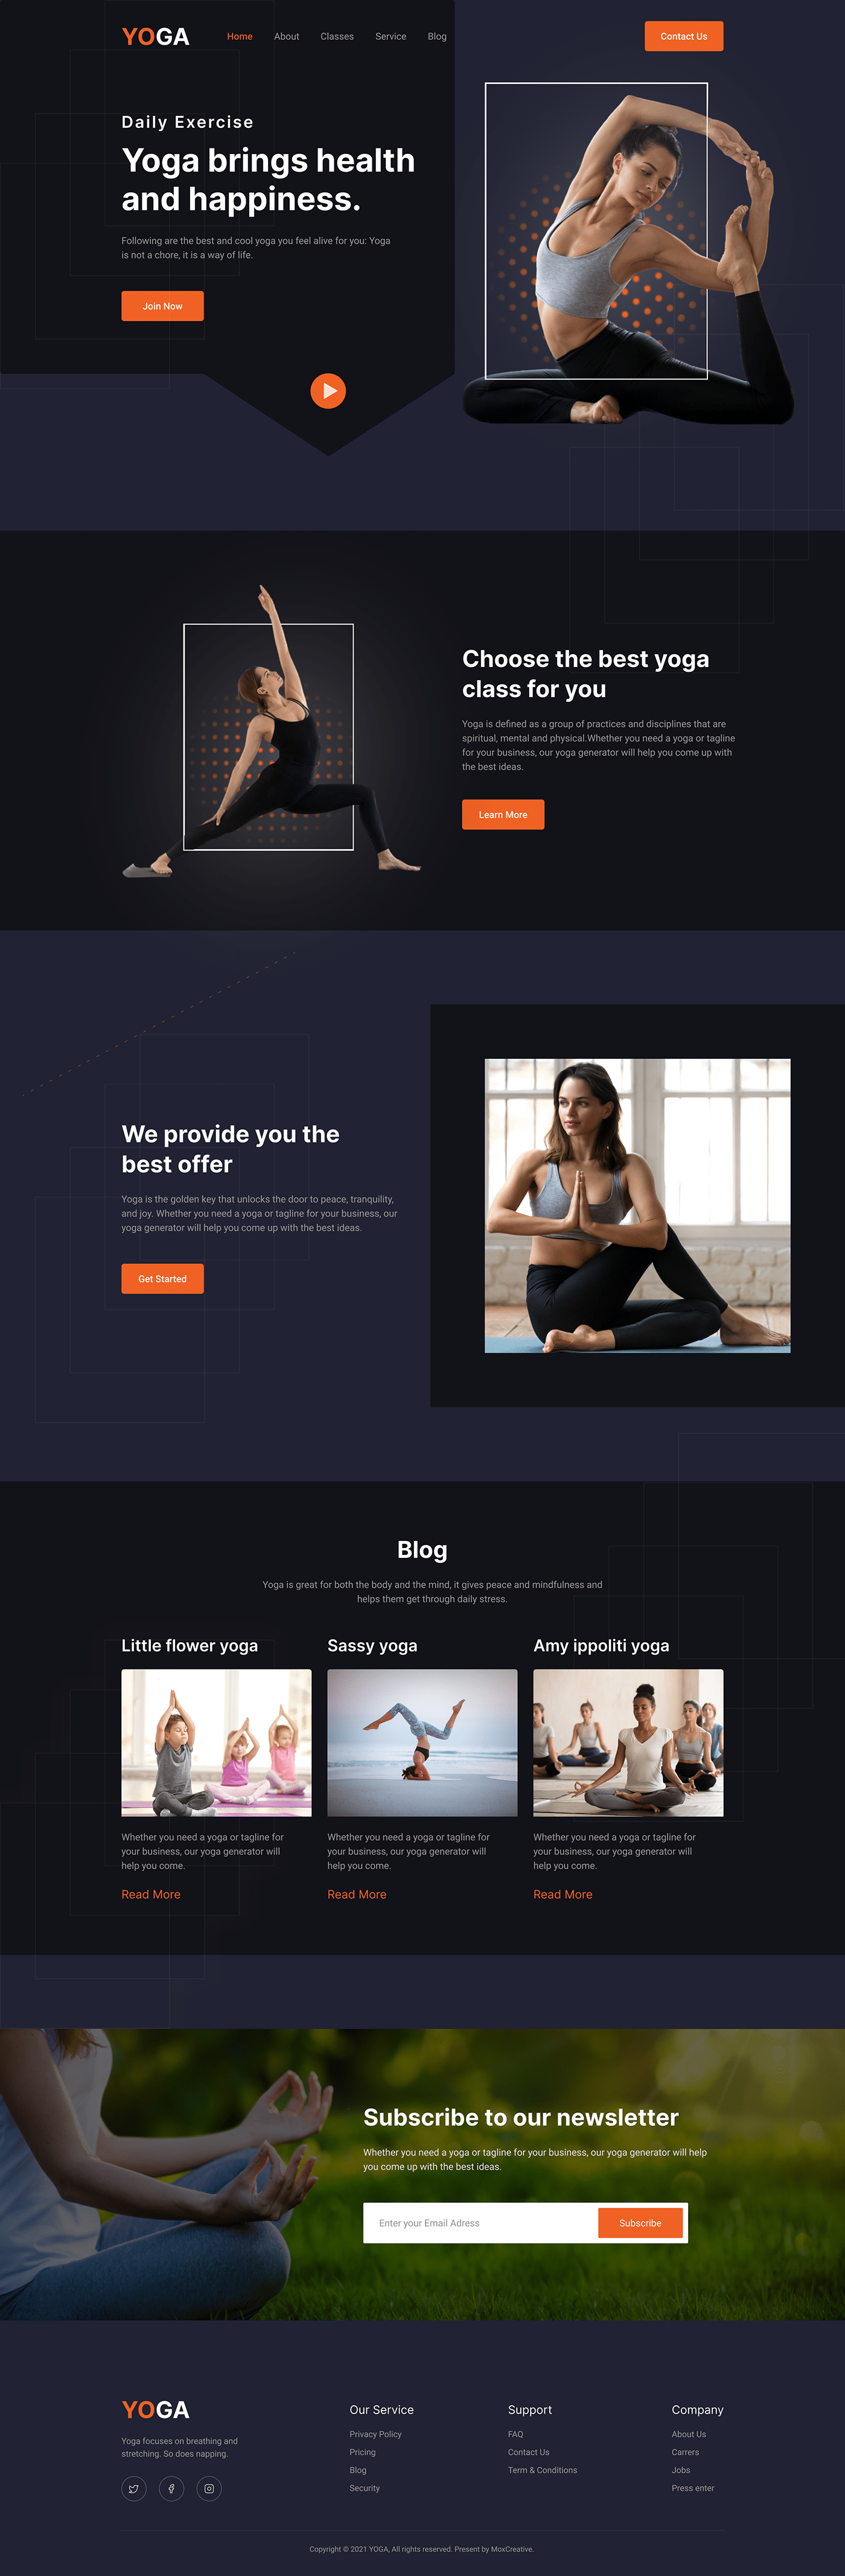 YOGA
Home About Classes Service Blog
Contact Us
Daily Exercise
Yoga brings health
and happiness.
Following are the best and cool yoga you feel alive for you: Yoga
is not a chore, it is a way of life.
Join Now
Choose the best yoga
class for you
Yoga is defined as a group of practices and disciplines that are
spiritual, mental and physical.Whether you need a yoga or tagline
for your business, our yoga generator will help you come up with
the best ideas.
Learn More
We provide you the
best offer
Yoga is the golden key that unlocks the door to peace, tranquility,
and joy. Whether you need a yoga or tagline for your business, our
yoga generator will help you come up with the best ideas.
Get Started
Blog
Yoga is great for both the body and the mind, it gives peace and mindfulness and
helps them get through daily stress.
Little flower yoga
Whether you need a yoga or tagline for
your business, our yoga generator will
help you come.
Read More
Sassy yoga
Whether you need a yoga or tagline for
your business, our yoga generator will
help you come.
Read More
Amy ippoliti yoga
Whether you need a yoga or tagline for
your business, our yoga generator will
help you come.
Read More
Subscribe to our newsletter
Whether you need a yoga or tagline for your business, our yoga generator will help
you come up with the best ideas.
Enter your Email Adress
Subscribe
YOGA
Yoga focuses on breathing and
stretching. So does napping.
Our Service
Privacy Policy
Pricing
Blog
Security
Support
FAQ
Contact Us
Term & Conditions
Company
About Us
Carrers
Jobs
Press enter
Copyright © 2021 YOGA, All rights reserved. Present by MoxCreative.